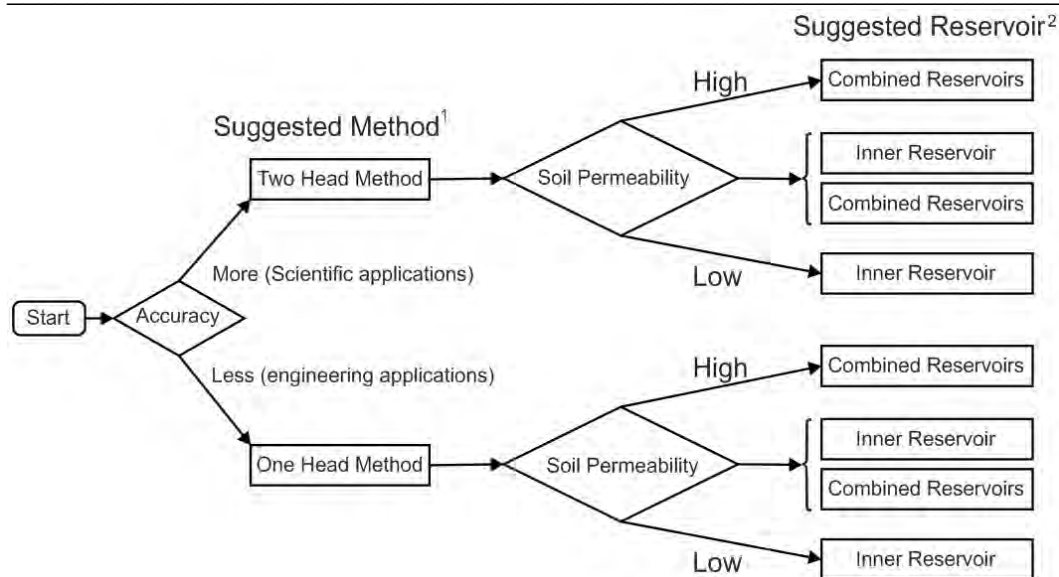 Suggested Reservoir²
High
Combined Reservoirs
Suggested Method¹
Inner Reservoir
Two Head Method
Soil Permeability
Combined Reservoirs
More (Scientific applications)
Low
Inner Reservoir
Start
Accuracy
Less (engineering applications)
High
Combined Reservoirs
Inner Reservoir
One Head Method
Soil Permeability
Combined Reservoirs
Low
Inner Reservoir